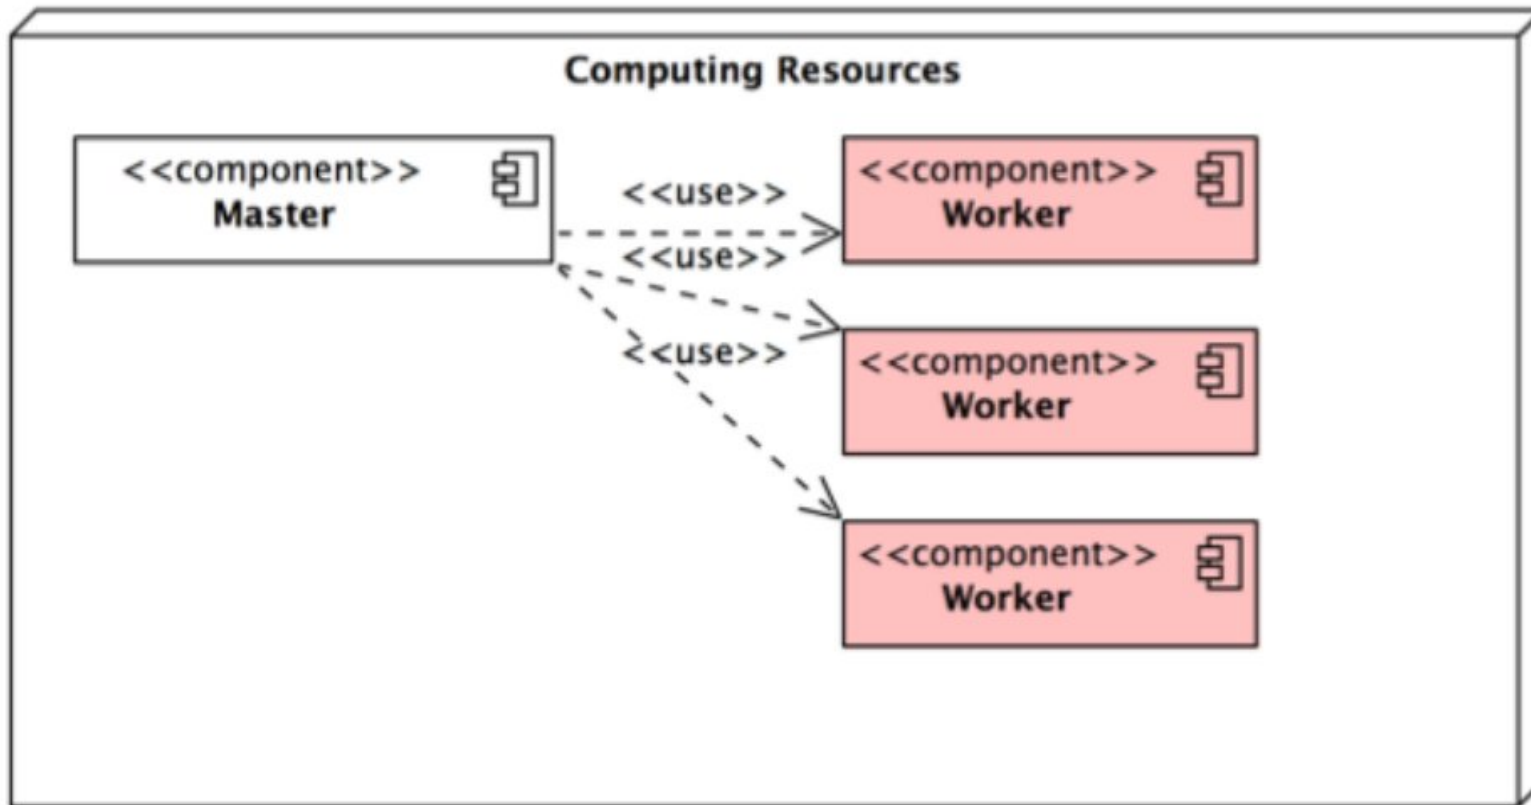 Computing Resources
<<component>>
Master
<<use>>
<<use>>
<<use>>
<<component>>
Worker
<<component>>
Worker
<<component>>
Worker